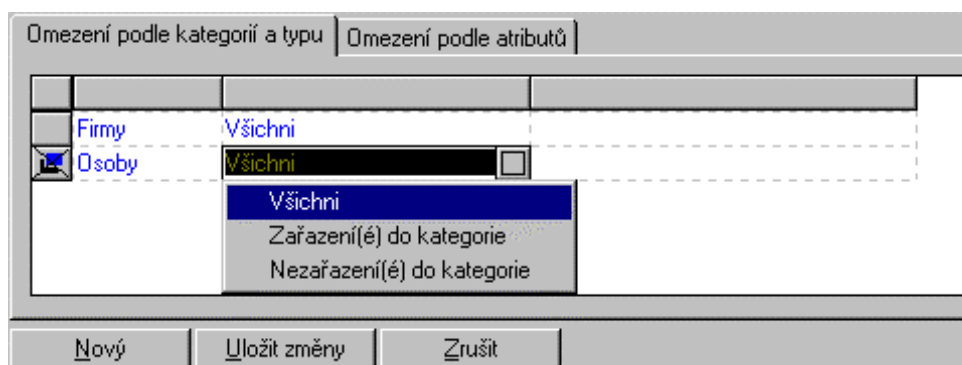 Omezení podle kategorií a typu Omezení podle atributů
Firmy Všichni
Osoby Všichni
Všichni
Zařazení(é) do kategorie
Nezařazení(é) do kategorie
Nový Uložit změny Zrušit